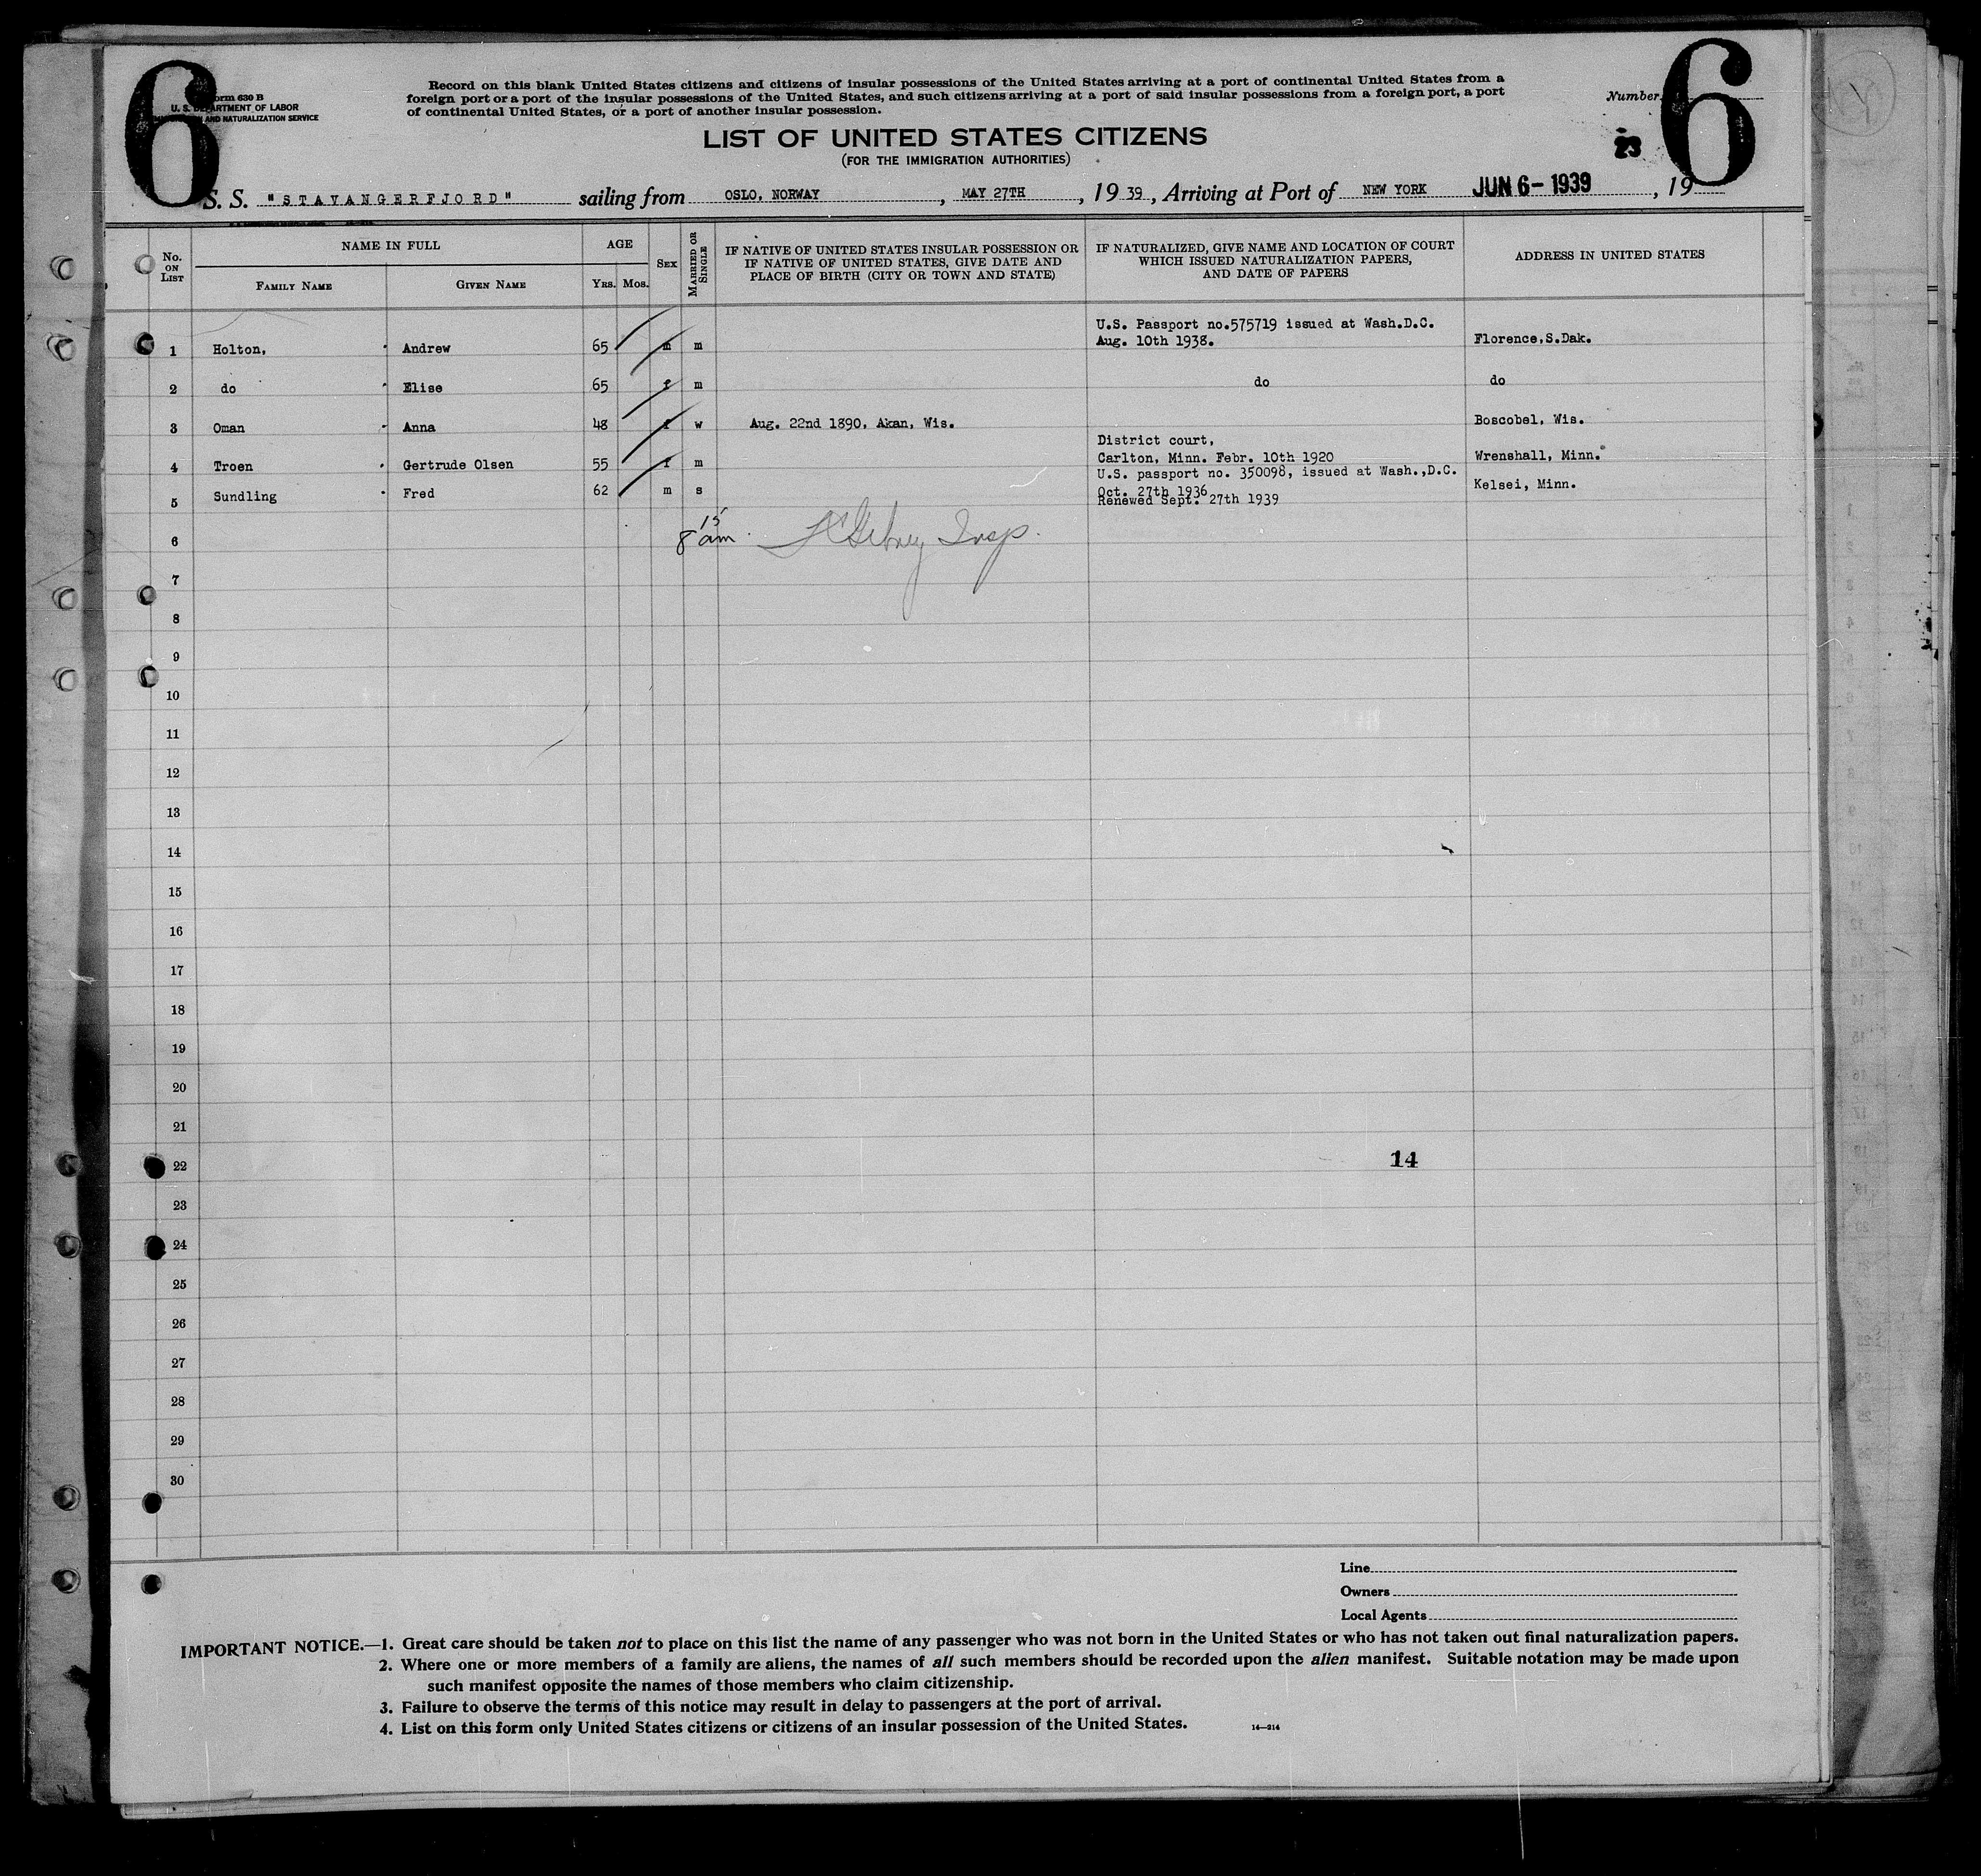 6
6
Form 630 B
U. S. DEPARTMENT OF LABOR
AND NATURALIZATION SERVICE
Record on this blank United States citizens and citizens of insular possessions of the United States arriving at a port of continental United States from a
foreign port or a port of the insular possessions of the United States, and such citizens arriving at a port of said insular possessions from a foreign port, a port
of continental United States, or a port of another insular possession.
Number
LIST OF UNITED STATES CITIZENS
(FOR THE IMMIGRATION AUTHORITIES)
23
S. S. "STAVANGERFJORD" sailing from OSLO, NORWAY, MAY 27TH, 19 39, Arriving at Port of NEW YORK JUN 6- 1939, 19
No. ON LIST
NAME IN FULL
FAMILY NAME GIVEN NAME
AGE
YRS. MOS.
SEX
MARRIED OR SINGLE
IF NATIVE OF UNITED STATES INSULAR POSSESSION OR
IF NATIVE OF UNITED STATES, GIVE DATE AND
PLACE OF BIRTH (CITY OR TOWN AND STATE)
IF NATURALIZED, GIVE NAME AND LOCATION OF COURT
WHICH ISSUED NATURALIZATION PAPERS,
AND DATE OF PAPERS
ADDRESS IN UNITED STATES
U.S. Passport no.575719 issued at Wash.D.C.
1 Holton, Andrew 65 m m Aug. 10th 1938. Florence,S.Dak.
2 do Elise 65 f m do do
3 Oman Anna 48 f w Aug. 22nd 1890, Akan, Wis. Boscobel, Wis.
District court,
4 Troen Gertrude Olsen 55 f m Carlton, Minn. Febr. 10th 1920 Wrenshall, Minn.
U.S. passport no. 350098, issued at Wash.,D.C.
5 Sundling Fred 62 m s Oct. 27th 1936 Kelsei, Minn.
Renewed Sept. 27th 1939
6 8 15 am. Insp.
7
8
9
10
11
12
13
14
15
16
17
18
19
20
21
22 14
23
24
25
26
27
28
29
30
Line
Owners
Local Agents
IMPORTANT NOTICE.—1. Great care should be taken not to place on this list the name of any passenger who was not born in the United States or who has not taken out final naturalization papers.
2. Where one or more members of a family are aliens, the names of all such members should be recorded upon the alien manifest. Suitable notation may be made upon
such manifest opposite the names of those members who claim citizenship.
3. Failure to observe the terms of this notice may result in delay to passengers at the port of arrival.
4. List on this form only United States citizens or citizens of an insular possession of the United States. 14—214